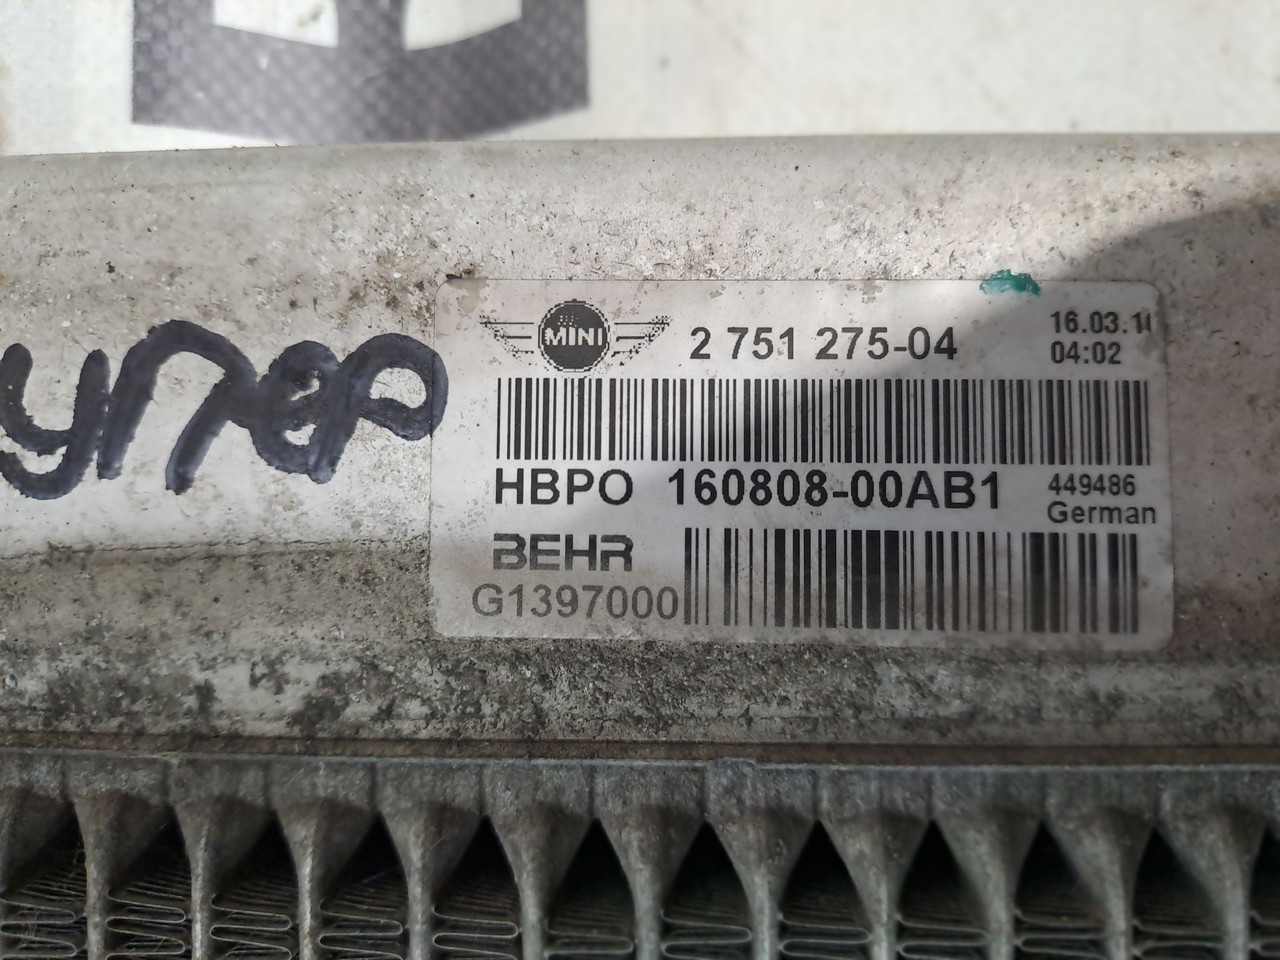 MINI
2 751 275-04
16.03.1
04:02
упер
HBPO 160808-00AB1
449486
German
BEHR
G1397000